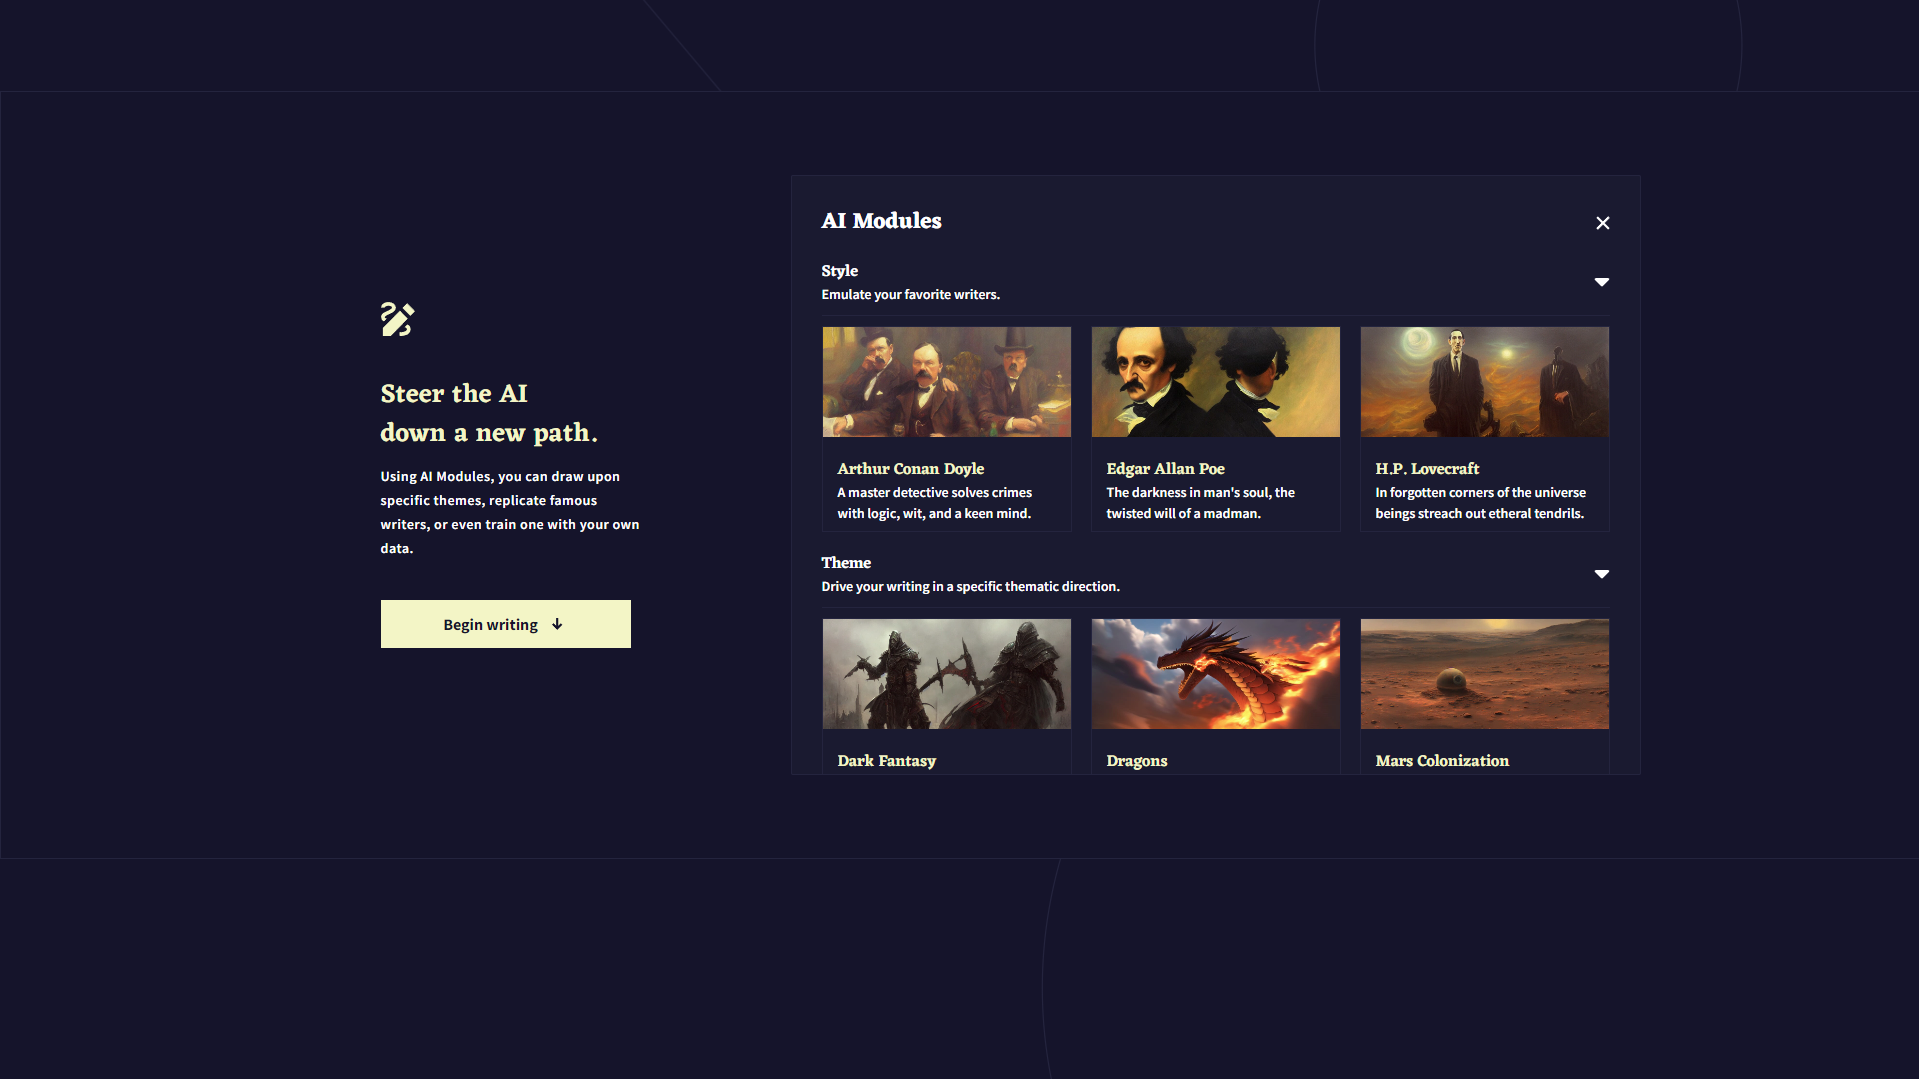 Steer the AI
down a new path.
Using AI Modules, you can draw upon
specific themes, replicate famous
writers, or even train one with your own
data.
Begin writing
AI Modules
Style
Emulate your favorite writers.
Arthur Conan Doyle
A master detective solves crimes
with logic, wit, and a keen mind.
Edgar Allan Poe
The darkness in man's soul, the
twisted will of a madman.
H.P. Lovecraft
In forgotten corners of the universe
beings streach out etheral tendrils.
Theme
Drive your writing in a specific thematic direction.
Dark Fantasy
Dragons
Mars Colonization